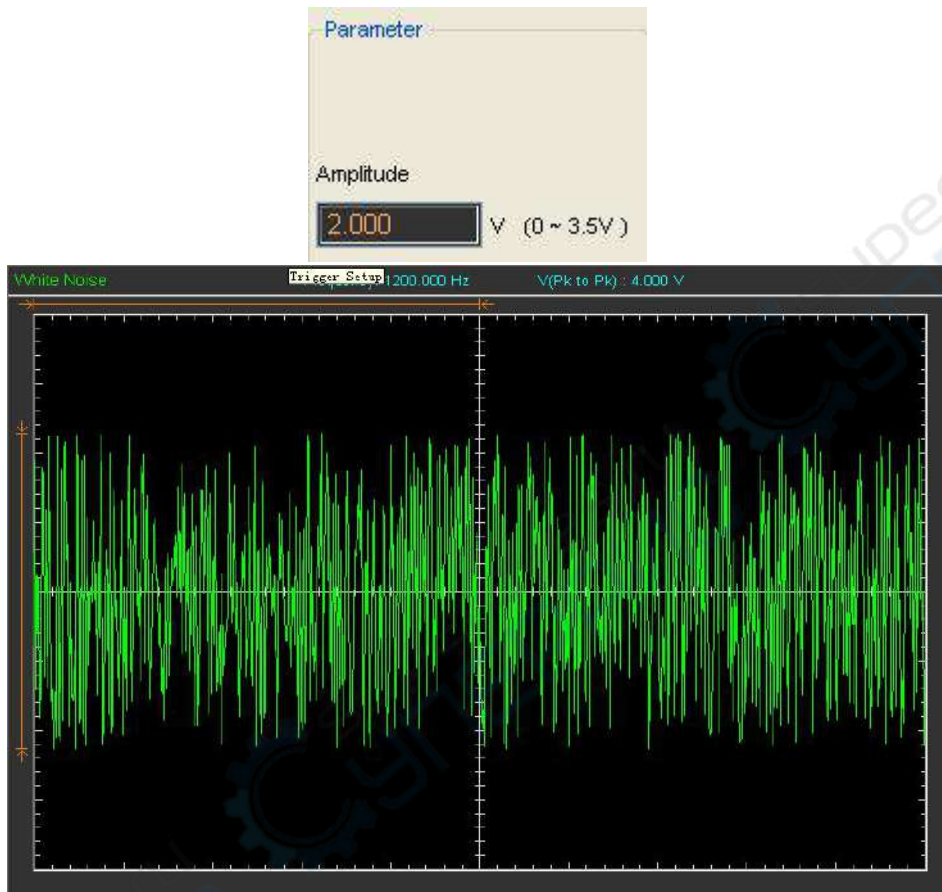 Parameter
Amplitude
2.000 V (0 ~ 3.5V )
White Noise Trigger Setup 1200.000 Hz V(Pk to Pk) : 4.000 V